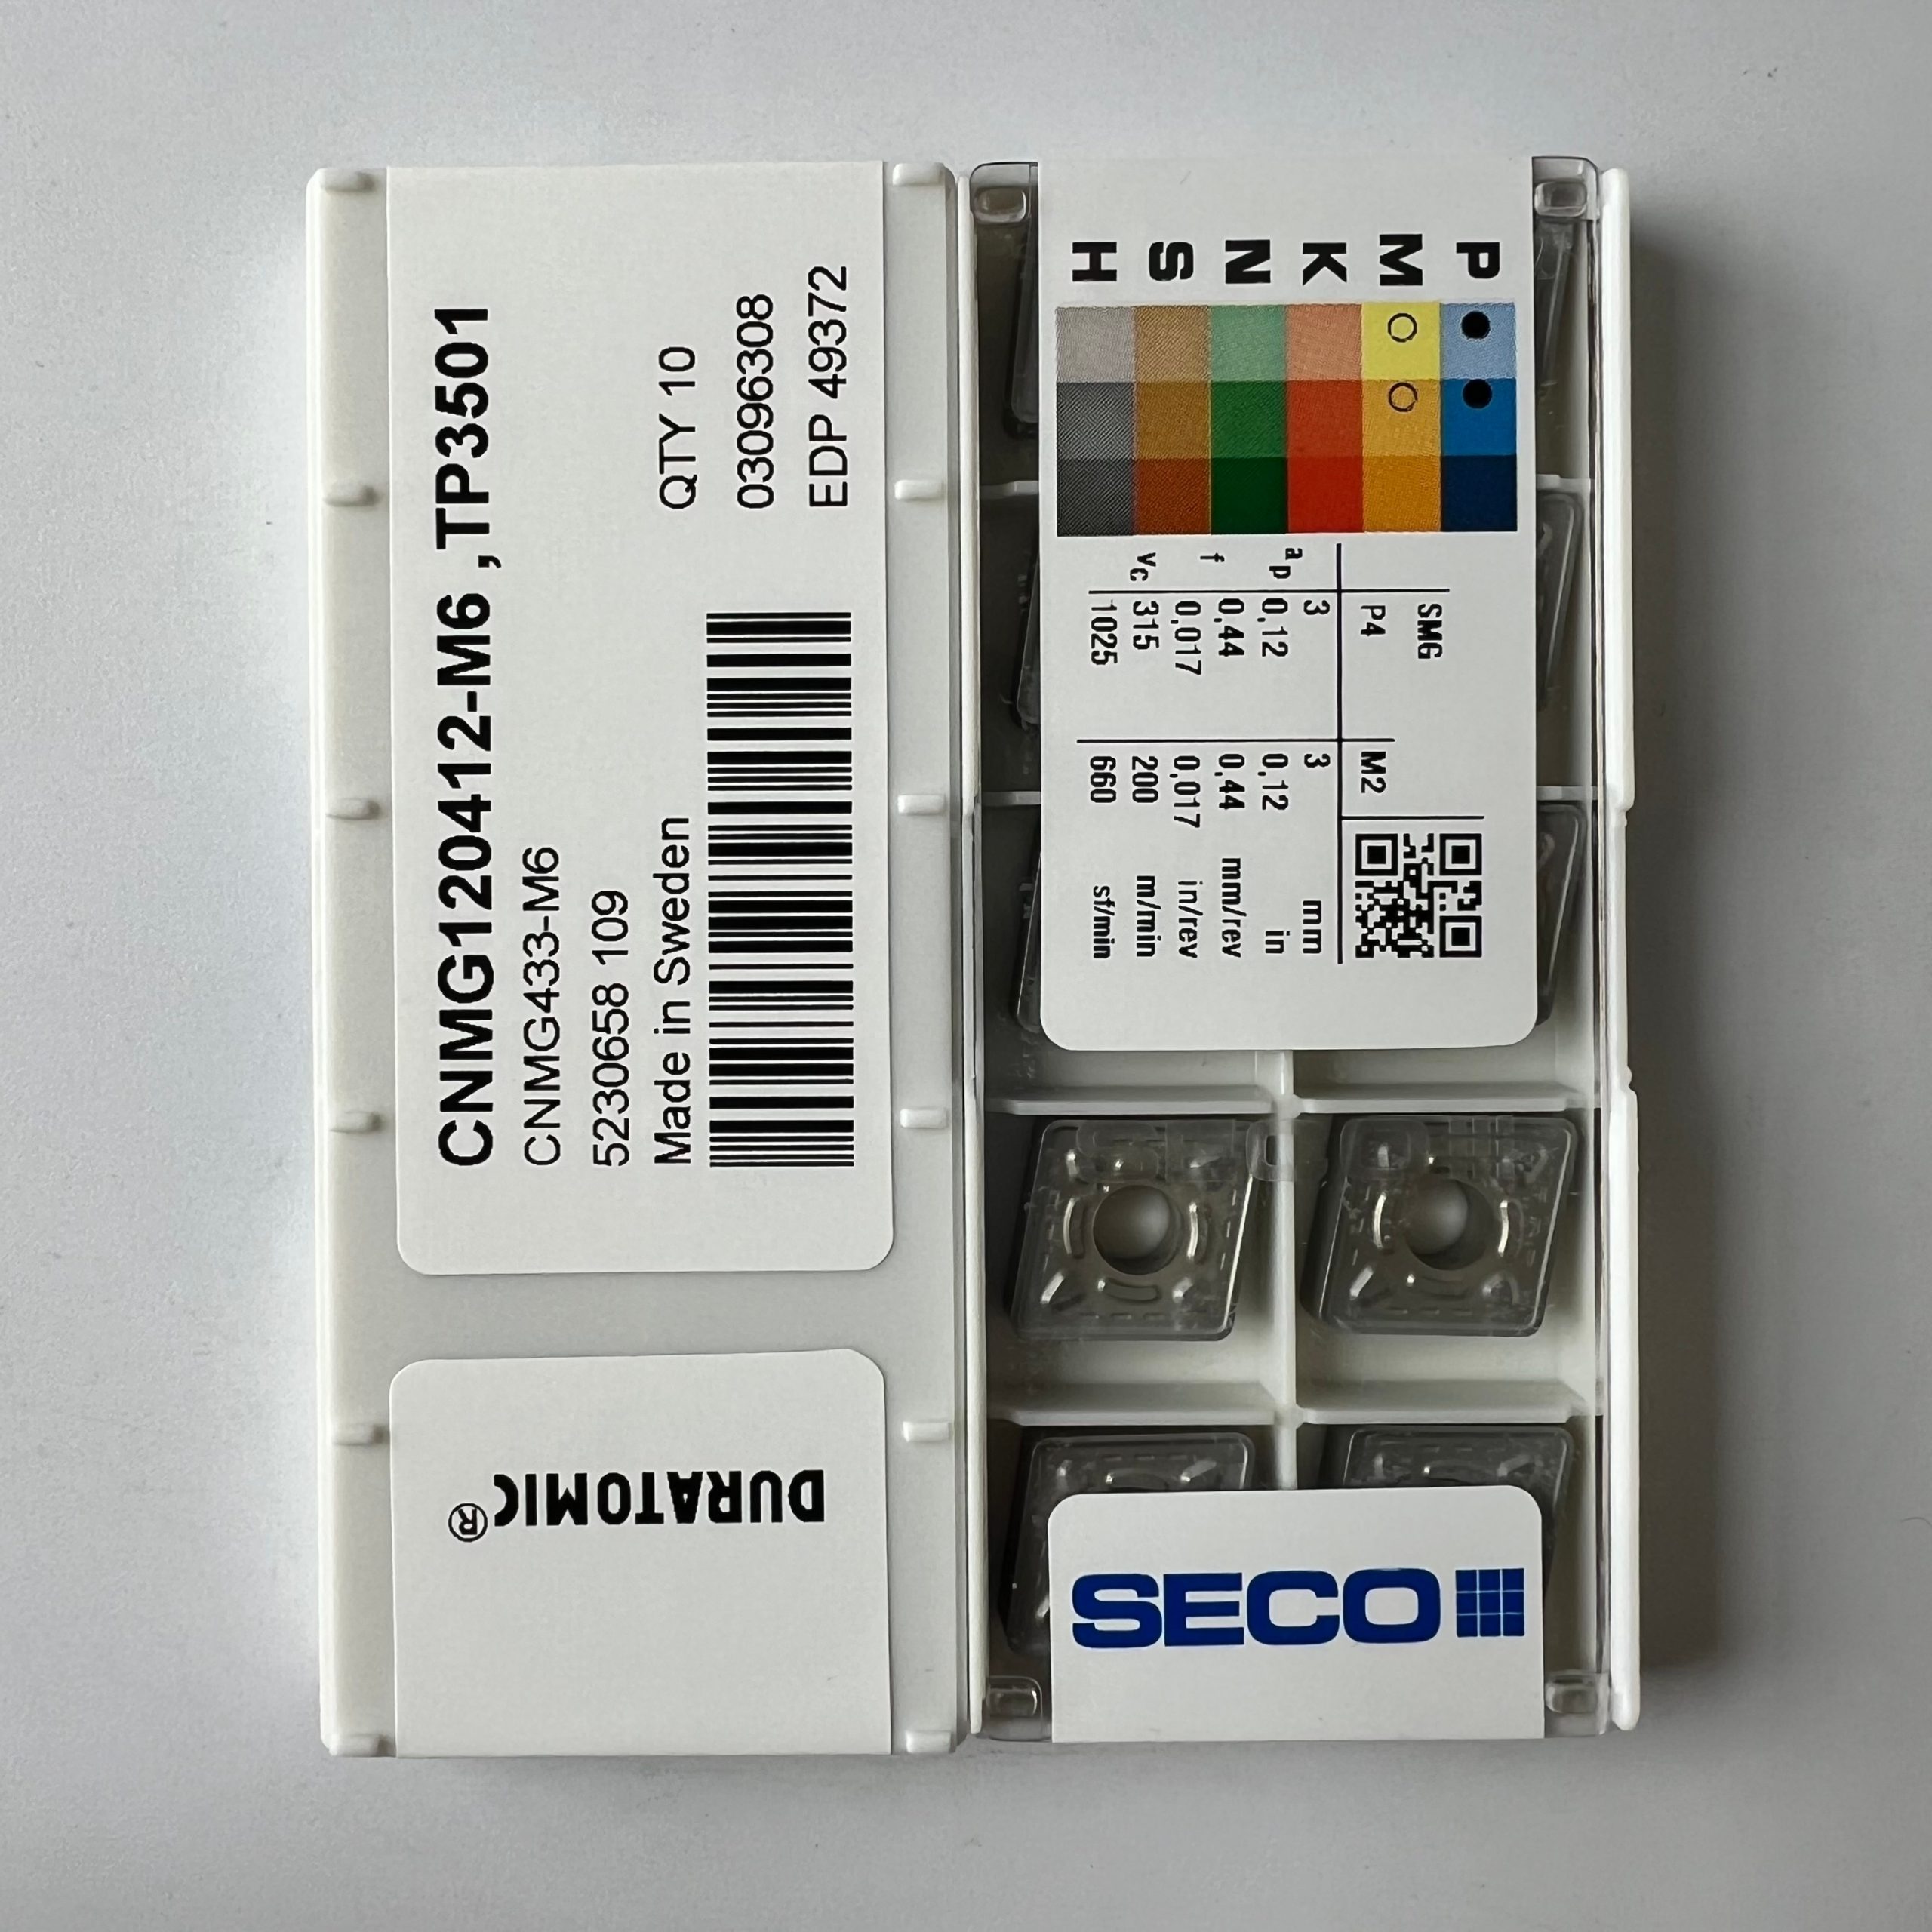 CNMG120412-M6 ,TP3501
CNMG433-M6
5230658 109
Made in Sweden
QTY 10
03096308
EDP 49372
DURATOMIC®
P
M
K
N
S
H
SMG
P4 M2
ap 3 3 mm
0,12 0,12 in
f 0,44 0,44 mm/rev
0,017 0,017 in/rev
vc 315 200 m/min
1025 660 sf/min
SECO